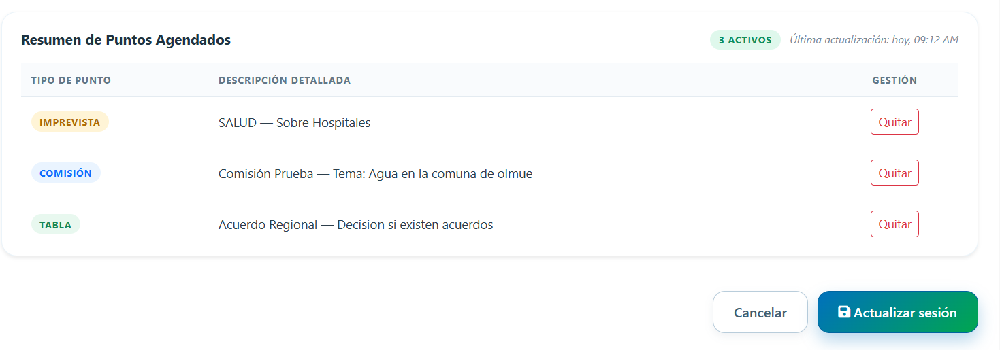 Resumen de Puntos Agendados 3 ACTIVOS Última actualización: hoy, 09:12 AM
TIPO DE PUNTO DESCRIPCIÓN DETALLADA GESTIÓN
IMPREVISTA SALUD — Sobre Hospitales Quitar
COMISIÓN Comisión Prueba — Tema: Agua en la comuna de olmue Quitar
TABLA Acuerdo Regional — Decision si existen acuerdos Quitar
Cancelar Actualizar sesión